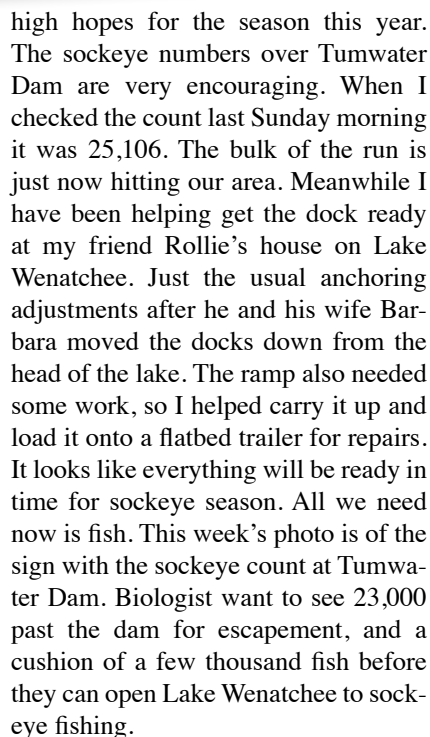 high hopes for the season this year.
The sockeye numbers over Tumwater
Dam are very encouraging. When I
checked the count last Sunday morning
it was 25,106. The bulk of the run is
just now hitting our area. Meanwhile I
have been helping get the dock ready
at my friend Rollie’s house on Lake
Wenatchee. Just the usual anchoring
adjustments after he and his wife Bar-
bara moved the docks down from the
head of the lake. The ramp also needed
some work, so I helped carry it up and
load it onto a flatbed trailer for repairs.
It looks like everything will be ready in
time for sockeye season. All we need
now is fish. This week’s photo is of the
sign with the sockeye count at Tumwa-
ter Dam. Biologist want to see 23,000
past the dam for escapement, and a
cushion of a few thousand fish before
they can open Lake Wenatchee to sock-
eye fishing.